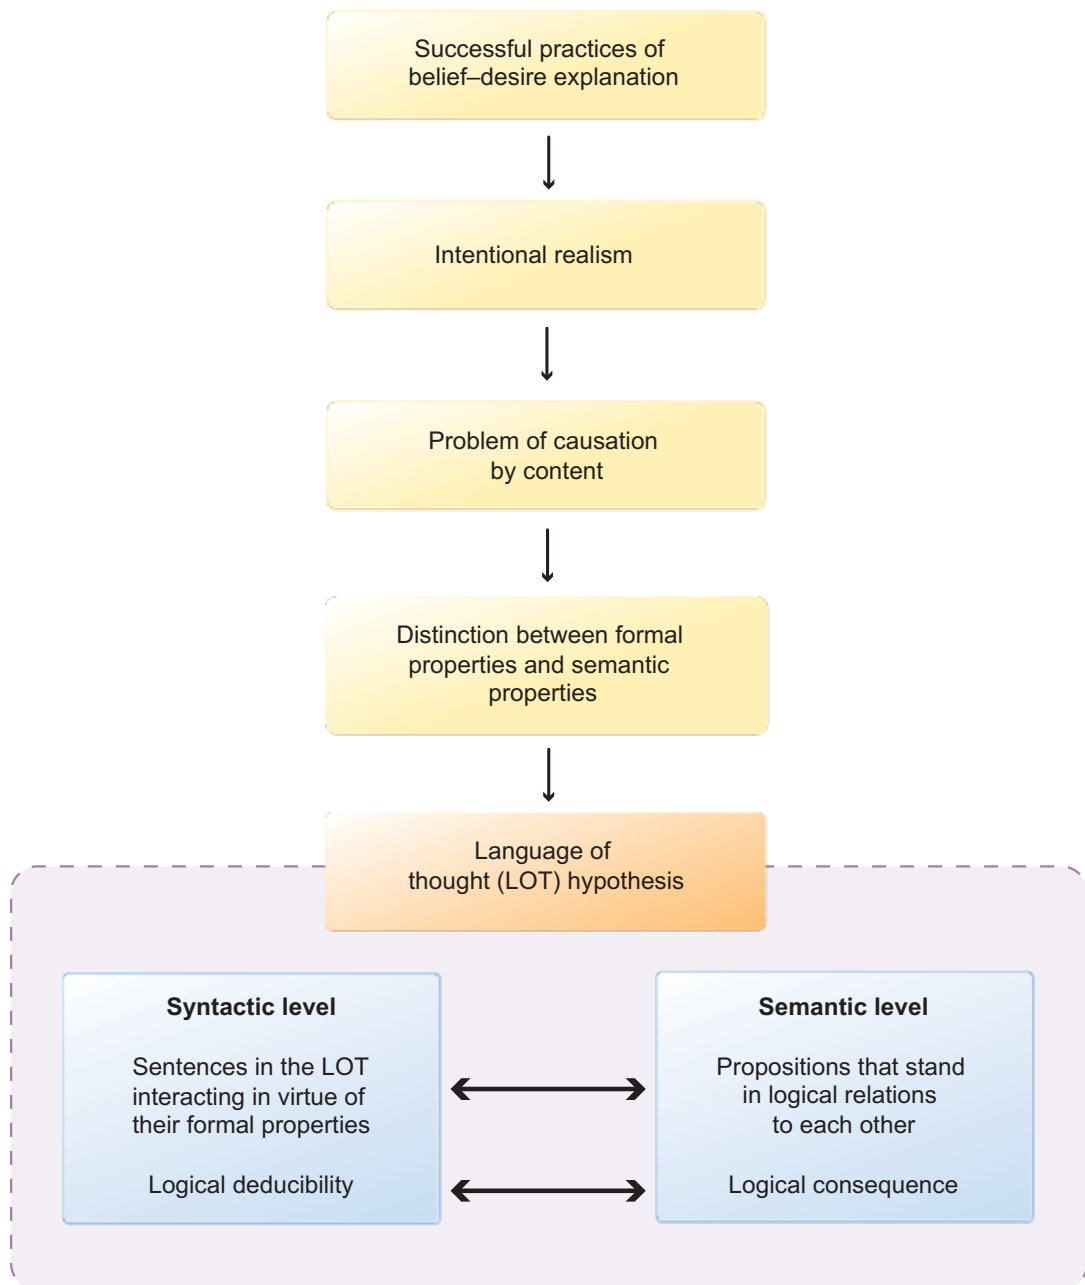 Successful practices of
belief–desire explanation
Intentional realism
Problem of causation
by content
Distinction between formal
properties and semantic
properties
Language of
thought (LOT) hypothesis
Syntactic level
Sentences in the LOT
interacting in virtue of
their formal properties
Logical deducibility
Semantic level
Propositions that stand
in logical relations
to each other
Logical consequence